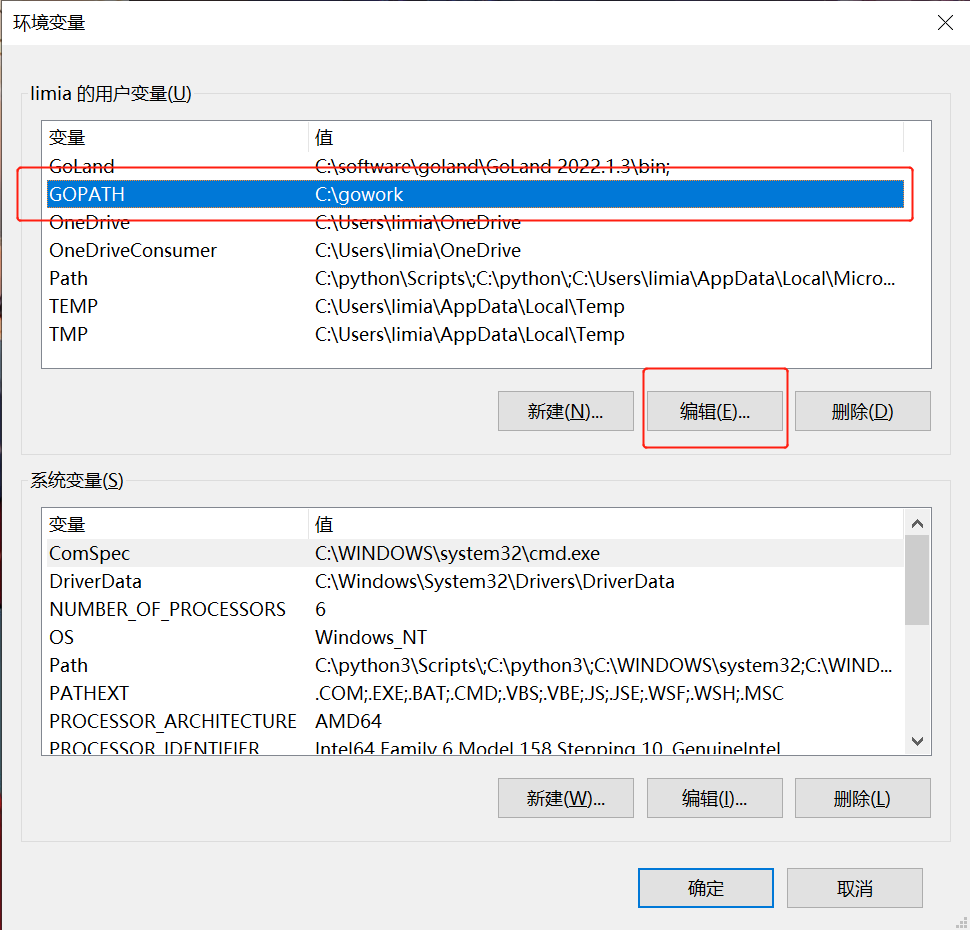 环境变量
limia 的用户变量(U)
变量 值
GoLand C:\software\goland\GoLand 2022.1.3\bin;
GOPATH C:\gowork
OneDrive C:\Users\limia\OneDrive
OneDriveConsumer C:\Users\limia\OneDrive
Path C:\python\Scripts\;C:\python\;C:\Users\limia\AppData\Local\Micro...
TEMP C:\Users\limia\AppData\Local\Temp
TMP C:\Users\limia\AppData\Local\Temp
新建(N)... 编辑(E)... 删除(D)
系统变量(S)
变量 值
ComSpec C:\WINDOWS\system32\cmd.exe
DriverData C:\Windows\System32\Drivers\DriverData
NUMBER_OF_PROCESSORS 6
OS Windows_NT
Path C:\python3\Scripts\;C:\python3\;C:\WINDOWS\system32;C:\WIND...
PATHEXT .COM;.EXE;.BAT;.CMD;.VBS;.VBE;.JS;.JSE;.WSF;.WSH;.MSC
PROCESSOR_ARCHITECTURE AMD64
PROCESSOR_IDENTIFIER Intel64 Family 6 Model 158 Stepping 10, GenuineIntel
新建(W)... 编辑(I)... 删除(L)
确定 取消